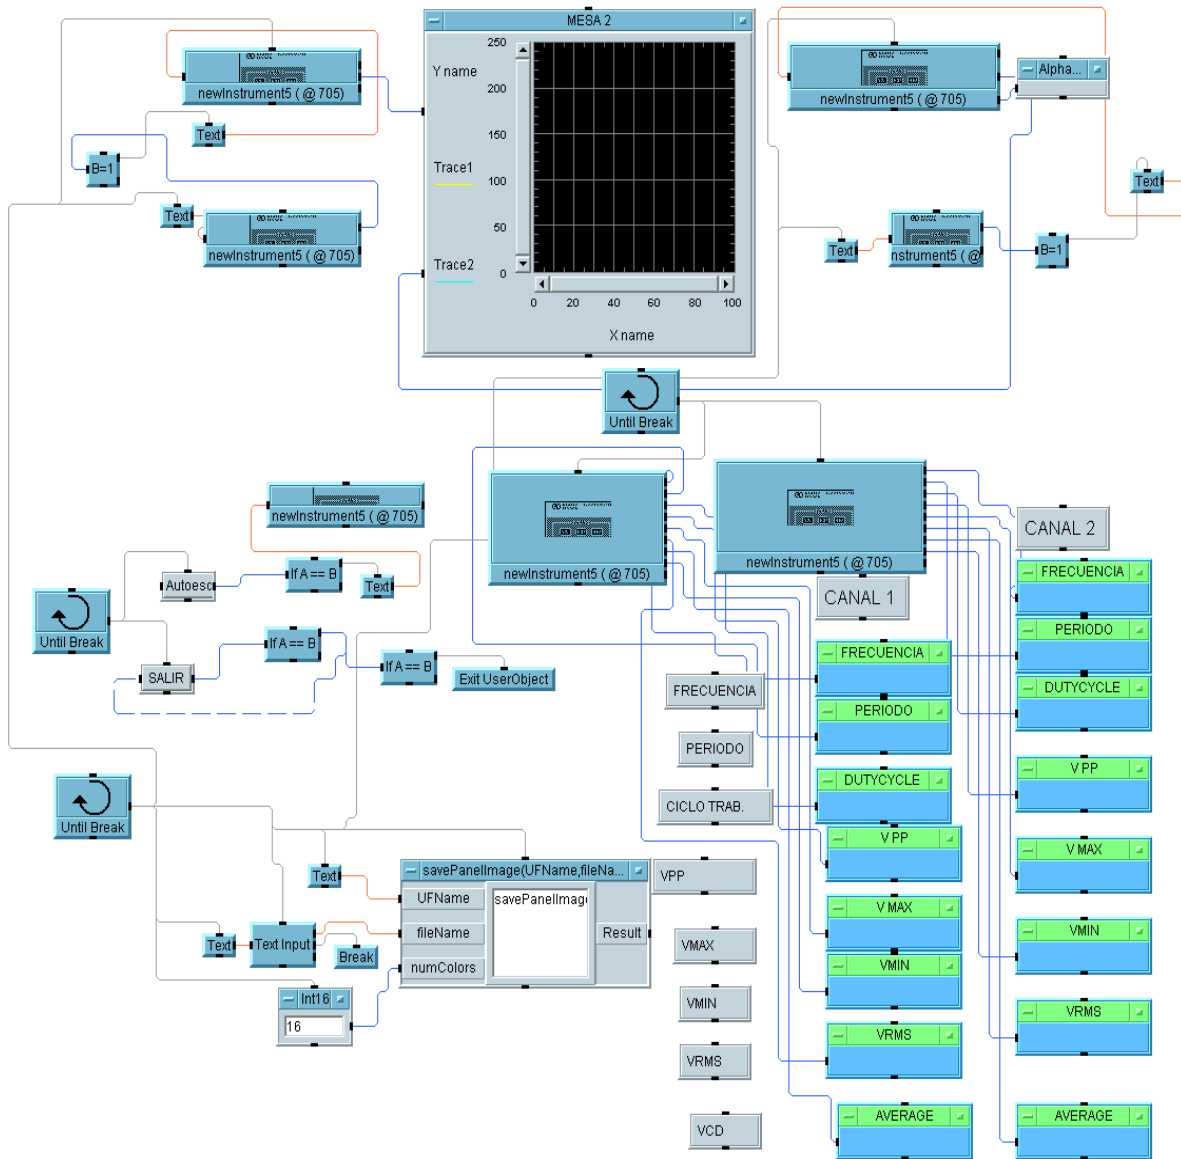 MESA 2
250
Y name
200
150
Trace1
100
50
Trace2
0
0 20 40 60 80 100
X name
newInstrument5 ( @ 705)
Text
B=1
Text
newInstrument5 ( @ 705)
newInstrument5 ( @ 705)
Alpha...
Text
Text
nstrument5 ( @
B=1
Until Break
newInstrument5 ( @ 705)
newInstrument5 ( @ 705)
newInstrument5 ( @ 705)
Autoesc
If A == B
Text
Until Break
SALIR
If A == B
If A == B
Exit UserObject
Until Break
Text
savePanelImage(UFName,fileNa...
UFName
savePanelImag
fileName
Result
numColors
Text
Text Input
Break
Int16
16
CANAL 1
FRECUENCIA
PERIODO
CICLO TRAB.
VPP
VMAX
VMIN
VRMS
VCD
FRECUENCIA
PERIODO
DUTYCYCLE
V PP
V MAX
VMIN
VRMS
AVERAGE
CANAL 2
FRECUENCIA
PERIODO
DUTYCYCLE
V PP
V MAX
VMIN
VRMS
AVERAGE